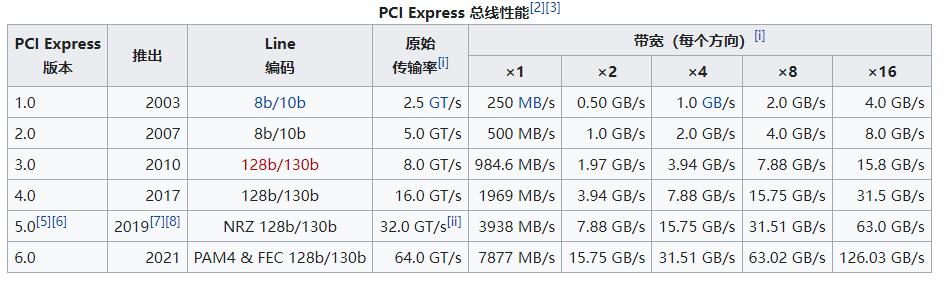 PCI Express 总线性能[2][3]
PCI Express 版本 推出 Line 编码 原始 传输率[i] 带宽（每个方向）[i]
×1 ×2 ×4 ×8 ×16
1.0 2003 8b/10b 2.5 GT/s 250 MB/s 0.50 GB/s 1.0 GB/s 2.0 GB/s 4.0 GB/s
2.0 2007 8b/10b 5.0 GT/s 500 MB/s 1.0 GB/s 2.0 GB/s 4.0 GB/s 8.0 GB/s
3.0 2010 128b/130b 8.0 GT/s 984.6 MB/s 1.97 GB/s 3.94 GB/s 7.88 GB/s 15.8 GB/s
4.0 2017 128b/130b 16.0 GT/s 1969 MB/s 3.94 GB/s 7.88 GB/s 15.75 GB/s 31.5 GB/s
5.0[5][6] 2019[7][8] NRZ 128b/130b 32.0 GT/s[ii] 3938 MB/s 7.88 GB/s 15.75 GB/s 31.51 GB/s 63.0 GB/s
6.0 2021 PAM4 & FEC 128b/130b 64.0 GT/s 7877 MB/s 15.75 GB/s 31.51 GB/s 63.02 GB/s 126.03 GB/s